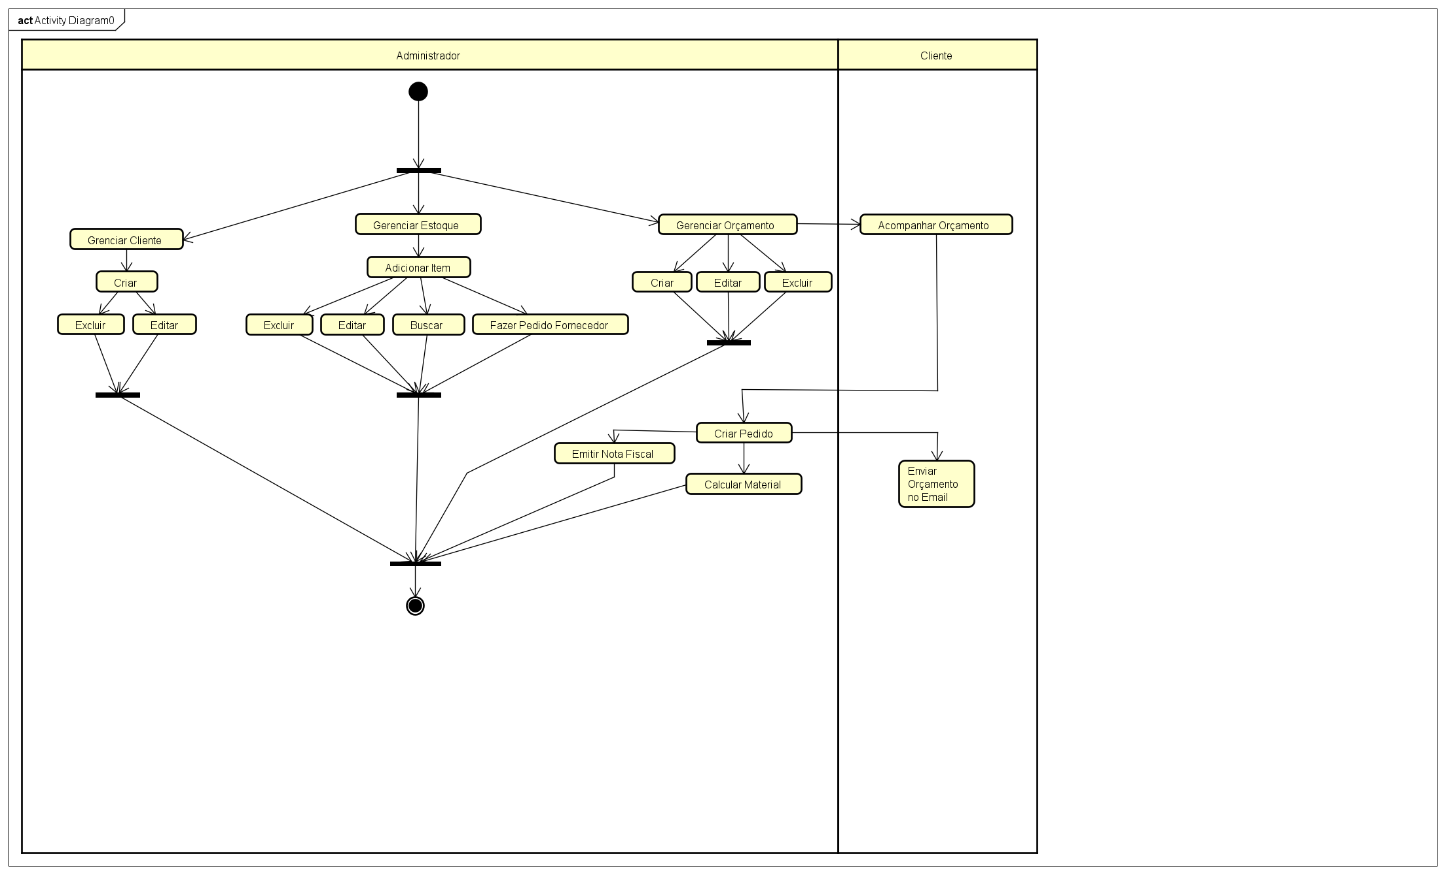 act Activity Diagram0
Administrador
Cliente
Grenciar Cliente
Gerenciar Estoque
Gerenciar Orçamento
Acompanhar Orçamento
Criar
Adicionar Item
Criar
Editar
Excluir
Excluir
Editar
Excluir
Editar
Buscar
Fazer Pedido Fornecedor
Criar Pedido
Emitir Nota Fiscal
Calcular Material
Enviar
Orçamento
no Email